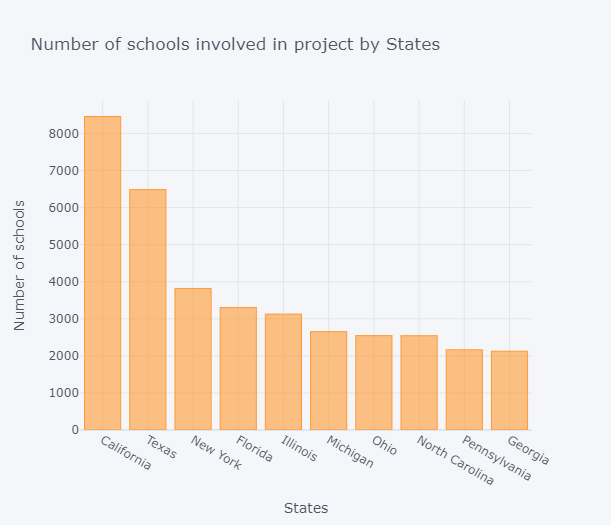 Number of schools involved in project by States
Number of schools
8000
7000
6000
5000
4000
3000
2000
1000
0
California
Texas
New York
Florida
Illinois
Michigan
Ohio
North Carolina
Pennsylvania
Georgia
States